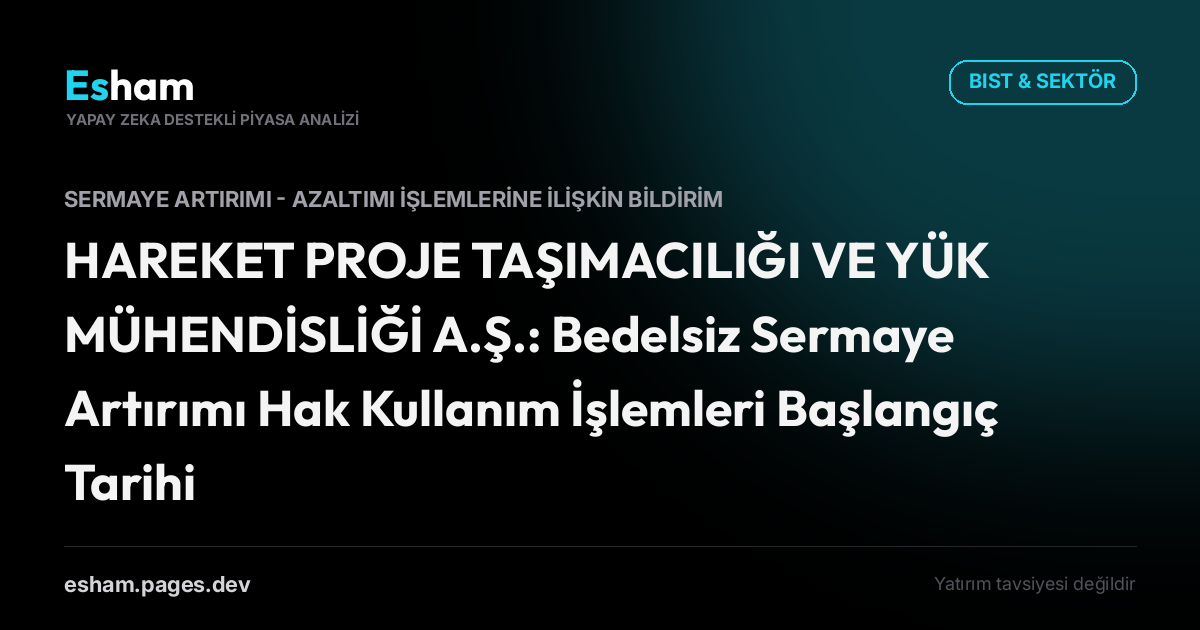 Esham
BIST & SEKTÖR
YAPAY ZEKA DESTEKLİ PİYASA ANALİZİ
SERMAYE ARTIRIMI - AZALTIMI İŞLEMLERİNE İLİŞKİN BİLDİRİM
HAREKET PROJE TAŞIMACILIĞI VE YÜK
MÜHENDİSLİĞİ A.Ş.: Bedelsiz Sermaye
Artırımı Hak Kullanım İşlemleri Başlangıç
Tarihi
esham.pages.dev
Yatırım tavsiyesi değildir